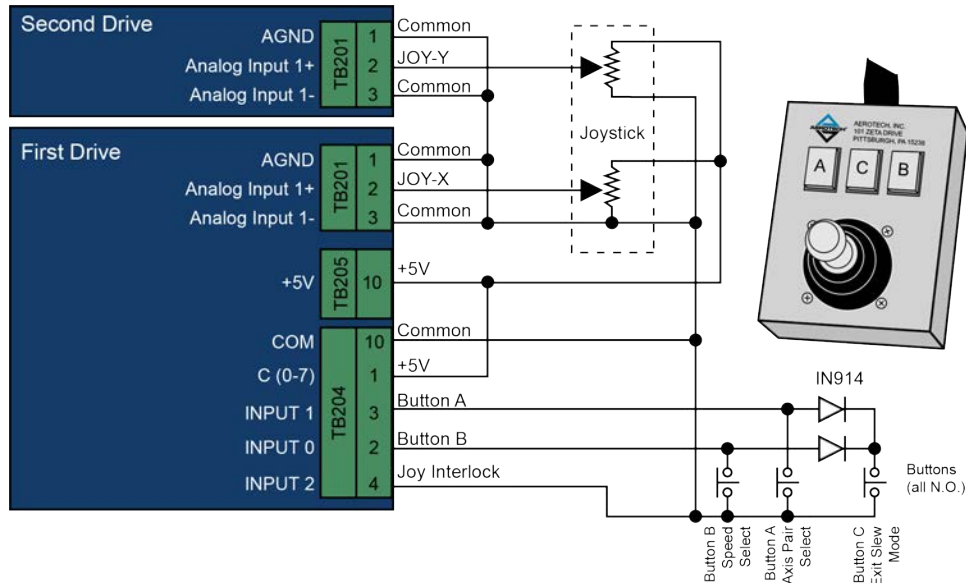 Second Drive
AGND 1 Common
Analog Input 1+ 2 JOY-Y
Analog Input 1- 3 Common
TB201
Joystick
First Drive
AGND 1 Common
Analog Input 1+ 2 JOY-X
Analog Input 1- 3 Common
TB201
+5V 10 +5V
TB205
COM 10 Common
C (0-7) 1 +5V
INPUT 1 3 Button A
INPUT 0 2 Button B
INPUT 2 4 Joy Interlock
TB204
AEROTECH
AEROTECH, INC.
101 ZETA DRIVE
PITTSBURGH, PA 15238
A C B
IN914
Buttons
(all N.O.)
Button B
Speed
Select
Button A
Axis Pair
Select
Button C
Exit Slew
Mode